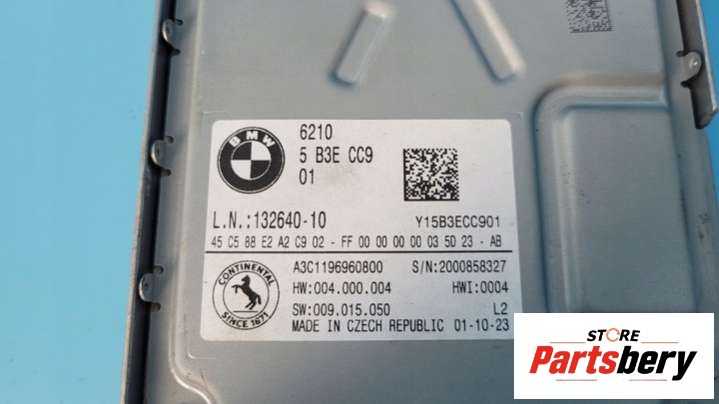 BMW
6210
5 B3E CC9
01
L.N.:132640-10
Y15B3ECC901
45 C5 88 E2 A2 C9 02 - FF 00 00 00 00 03 5D 23 - AB
CONTINENTAL
SINCE 1871
A3C1196960800 S/N:2000858327
HW:004.000.004 HWI:0004
SW:009.015.050 L2
MADE IN CZECH REPUBLIC 01-10-23
STORE
Partsbery